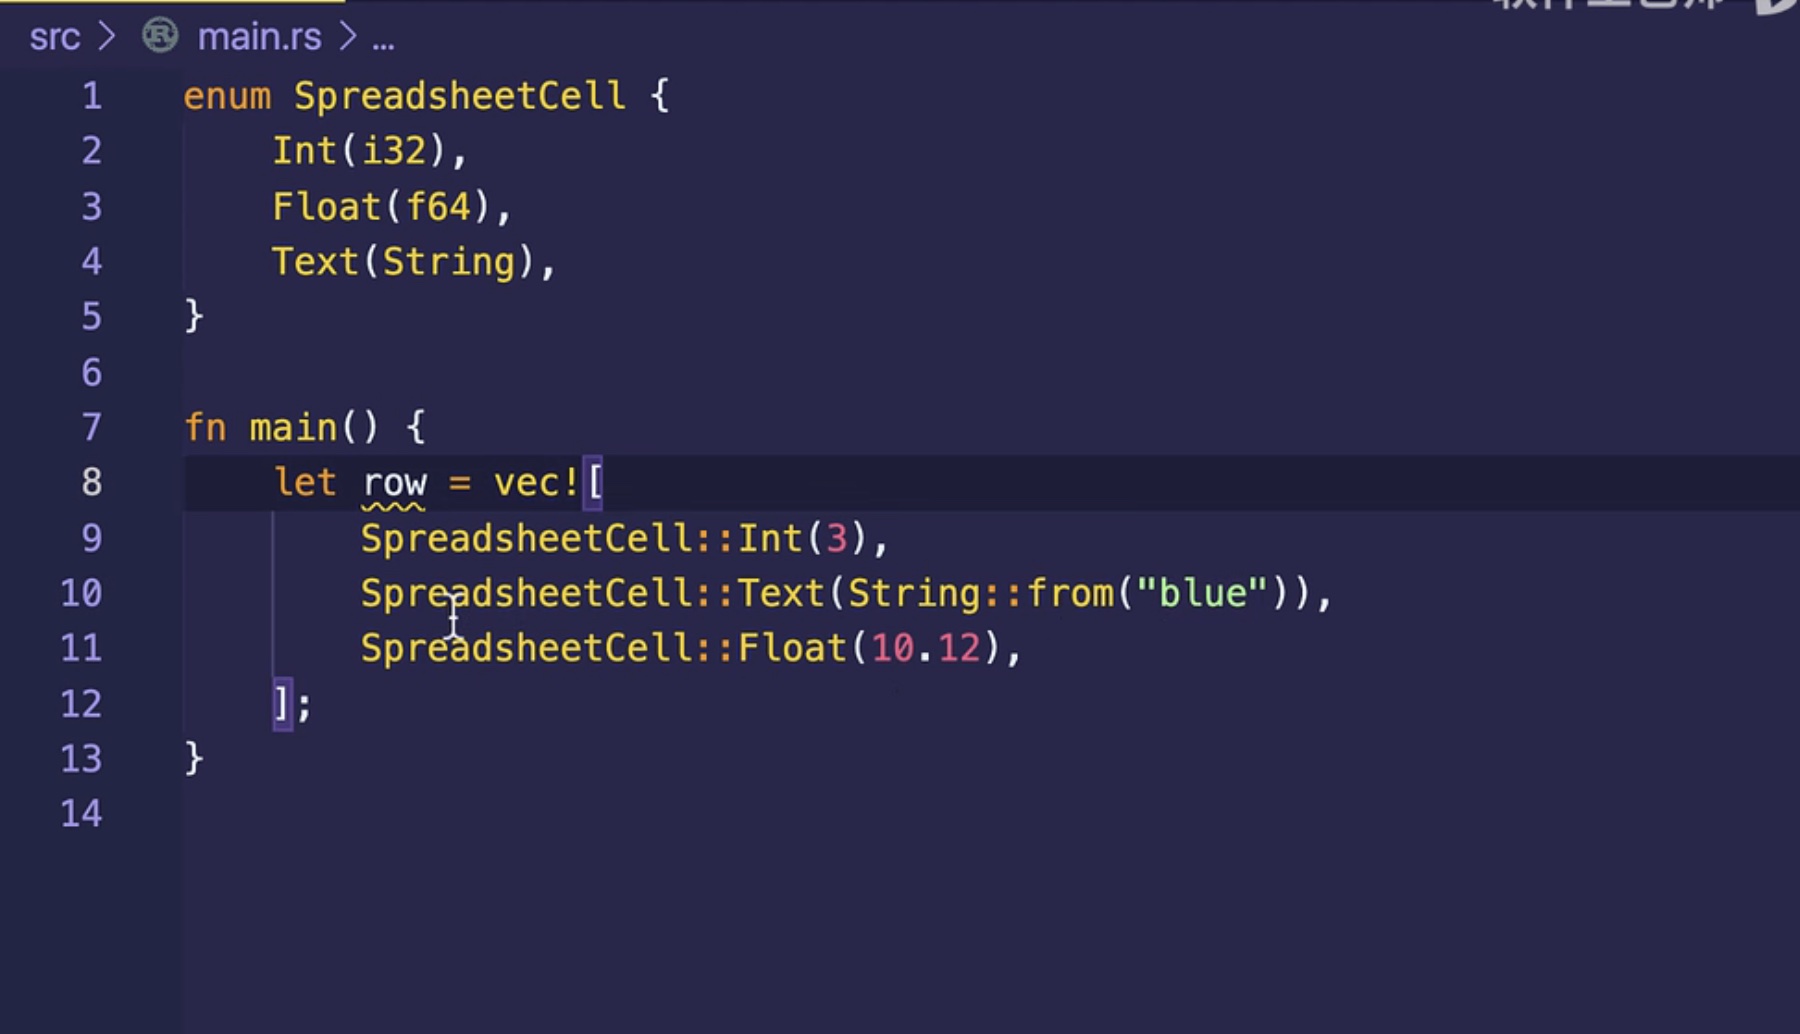 src > main.rs > ...
1 enum SpreadsheetCell {
2     Int(i32),
3     Float(f64),
4     Text(String),
5 }
6
7 fn main() {
8     let row = vec![
9         SpreadsheetCell::Int(3),
10         SpreadsheetCell::Text(String::from("blue")),
11         SpreadsheetCell::Float(10.12),
12     ];
13 }
14